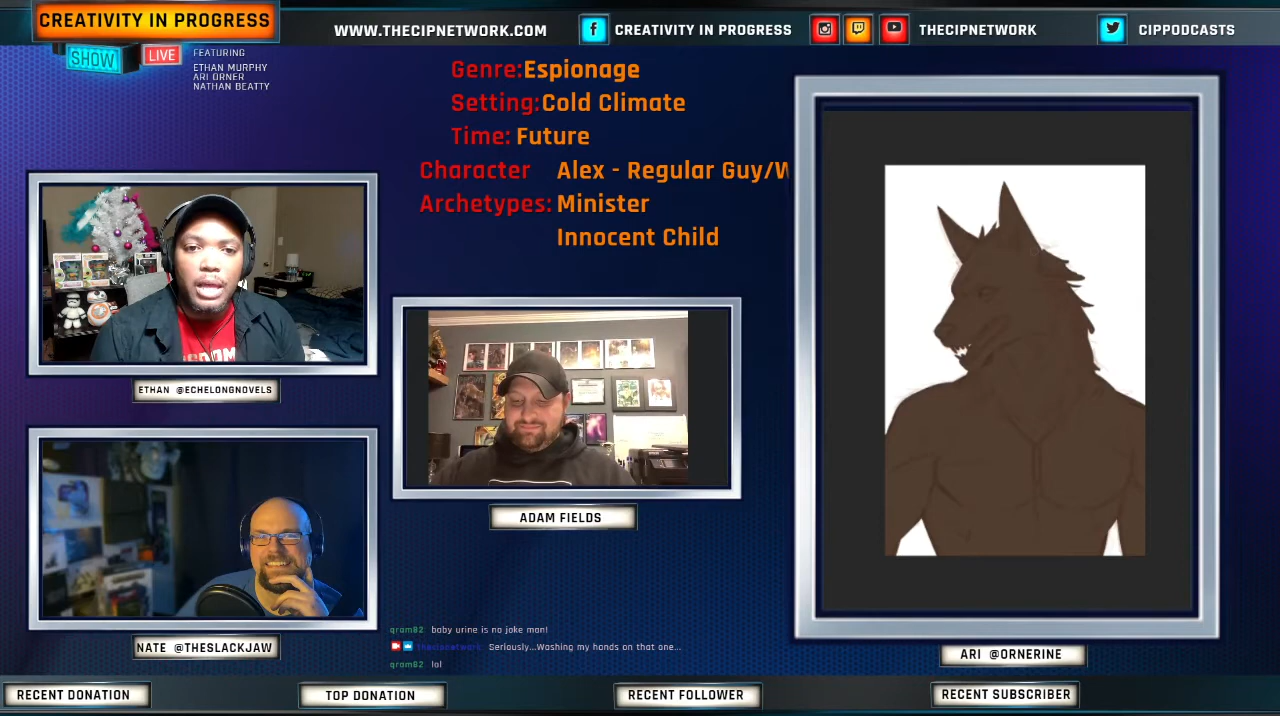 CREATIVITY IN PROGRESS
SHOW
LIVE
FEATURING
ETHAN MURPHY
ARI ORNER
NATHAN BEATTY
WWW.THECIPNETWORK.COM
CREATIVITY IN PROGRESS
THECIPNETWORK
CIPPODCASTS
Genre:Espionage
Setting:Cold Climate
Time: Future
Character Alex - Regular Guy/W
Archetypes: Minister
Innocent Child
ETHAN @ECHELONGNOVELS
ADAM FIELDS
NATE @THESLACKJAW
ARI @ORNERINE
qram82 baby urine is no joke man!
thecipnetwork: Seriously...Washing my hands on that one...
qram82 lol
RECENT DONATION
TOP DONATION
RECENT FOLLOWER
RECENT SUBSCRIBER